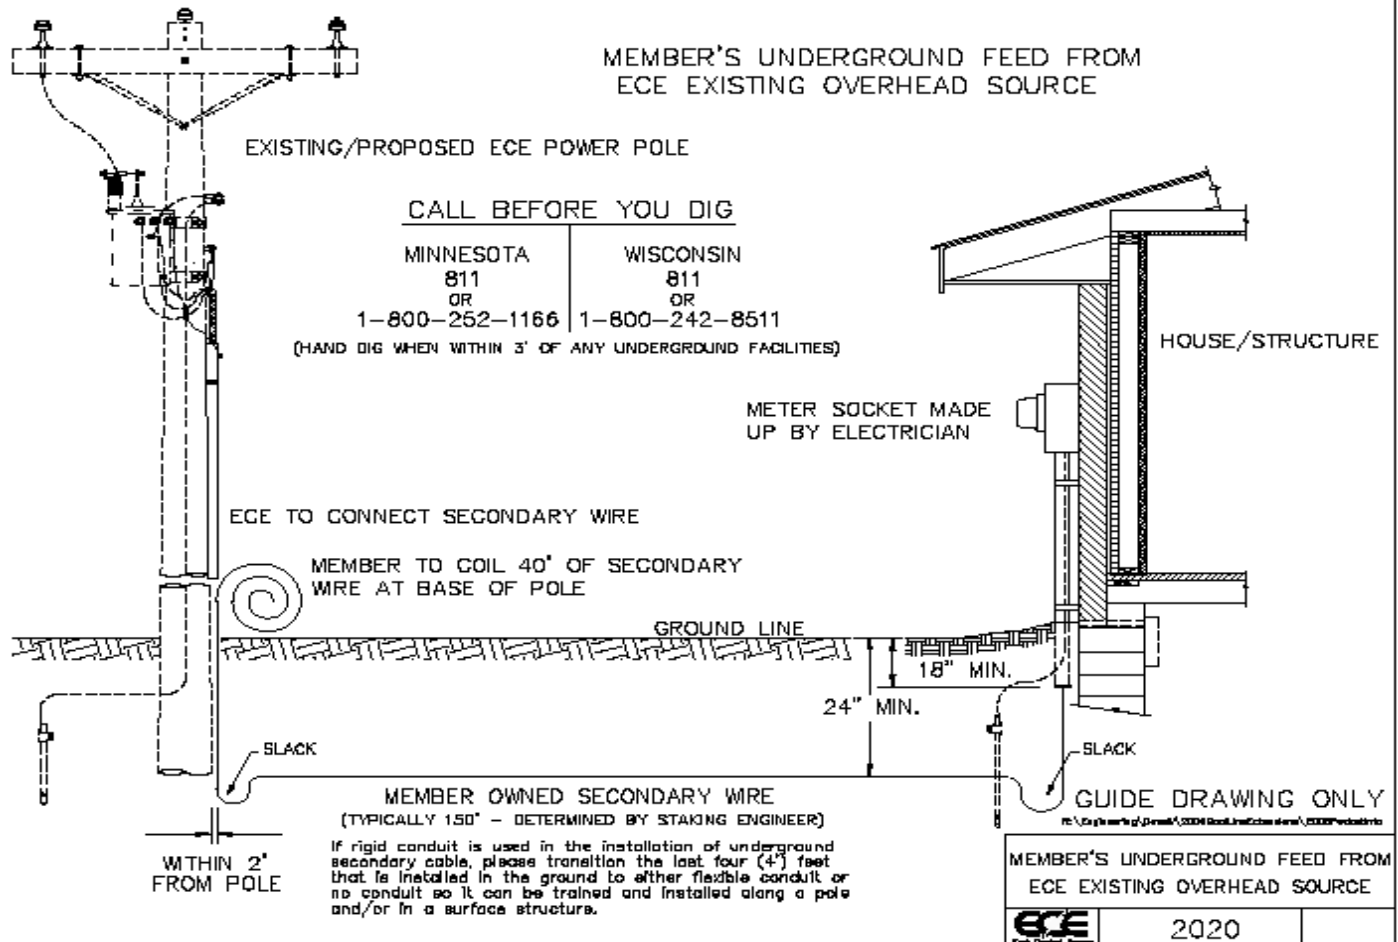 MEMBER'S UNDERGROUND FEED FROM
ECE EXISTING OVERHEAD SOURCE
EXISTING/PROPOSED ECE POWER POLE
CALL BEFORE YOU DIG
MINNESOTA
811
OR
1-800-252-1166
WISCONSIN
811
OR
1-800-242-8511
(HAND DIG WHEN WITHIN 3' OF ANY UNDERGROUND FACILITIES)
HOUSE/STRUCTURE
METER SOCKET MADE
UP BY ELECTRICIAN
ECE TO CONNECT SECONDARY WIRE
MEMBER TO COIL 40' OF SECONDARY
WIRE AT BASE OF POLE
GROUND LINE
18" MIN.
24" MIN.
SLACK
SLACK
MEMBER OWNED SECONDARY WIRE
(TYPICALLY 150' - DETERMINED BY STAKING ENGINEER)
If rigid conduit is used in the installation of underground
secondary cable, please transition the last four (4') feet
that is installed in the ground to either flexible conduit or
no conduit so it can be trained and installed along a pole
and/or in a surface structure.
WITHIN 2'
FROM POLE
GUIDE DRAWING ONLY
MEMBER'S UNDERGROUND FEED FROM
ECE EXISTING OVERHEAD SOURCE
ECE
2020